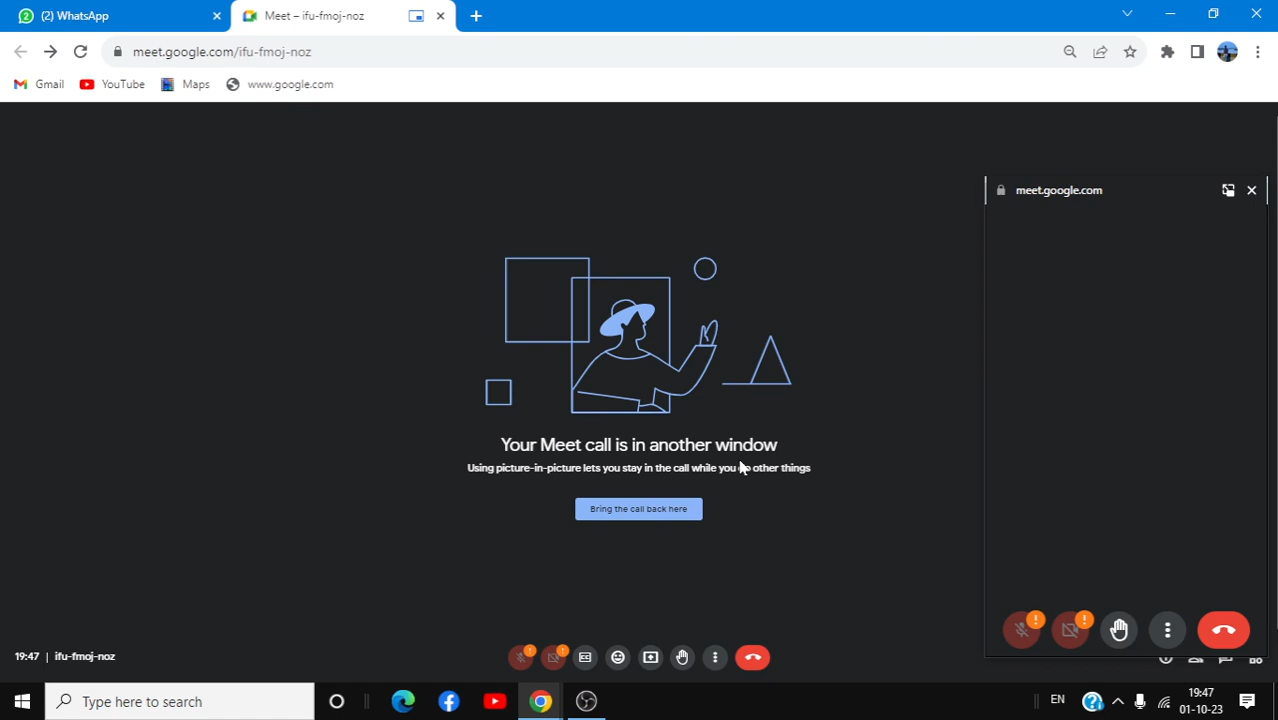 (2) WhatsApp
Meet – ifu-fmoj-noz
meet.google.com/ifu-fmoj-noz
Gmail
YouTube
Maps
www.google.com
meet.google.com
Your Meet call is in another window
Using picture-in-picture lets you stay in the call while you do other things
Bring the call back here
19:47 | ifu-fmoj-noz
Type here to search
EN
19:47
01-10-23